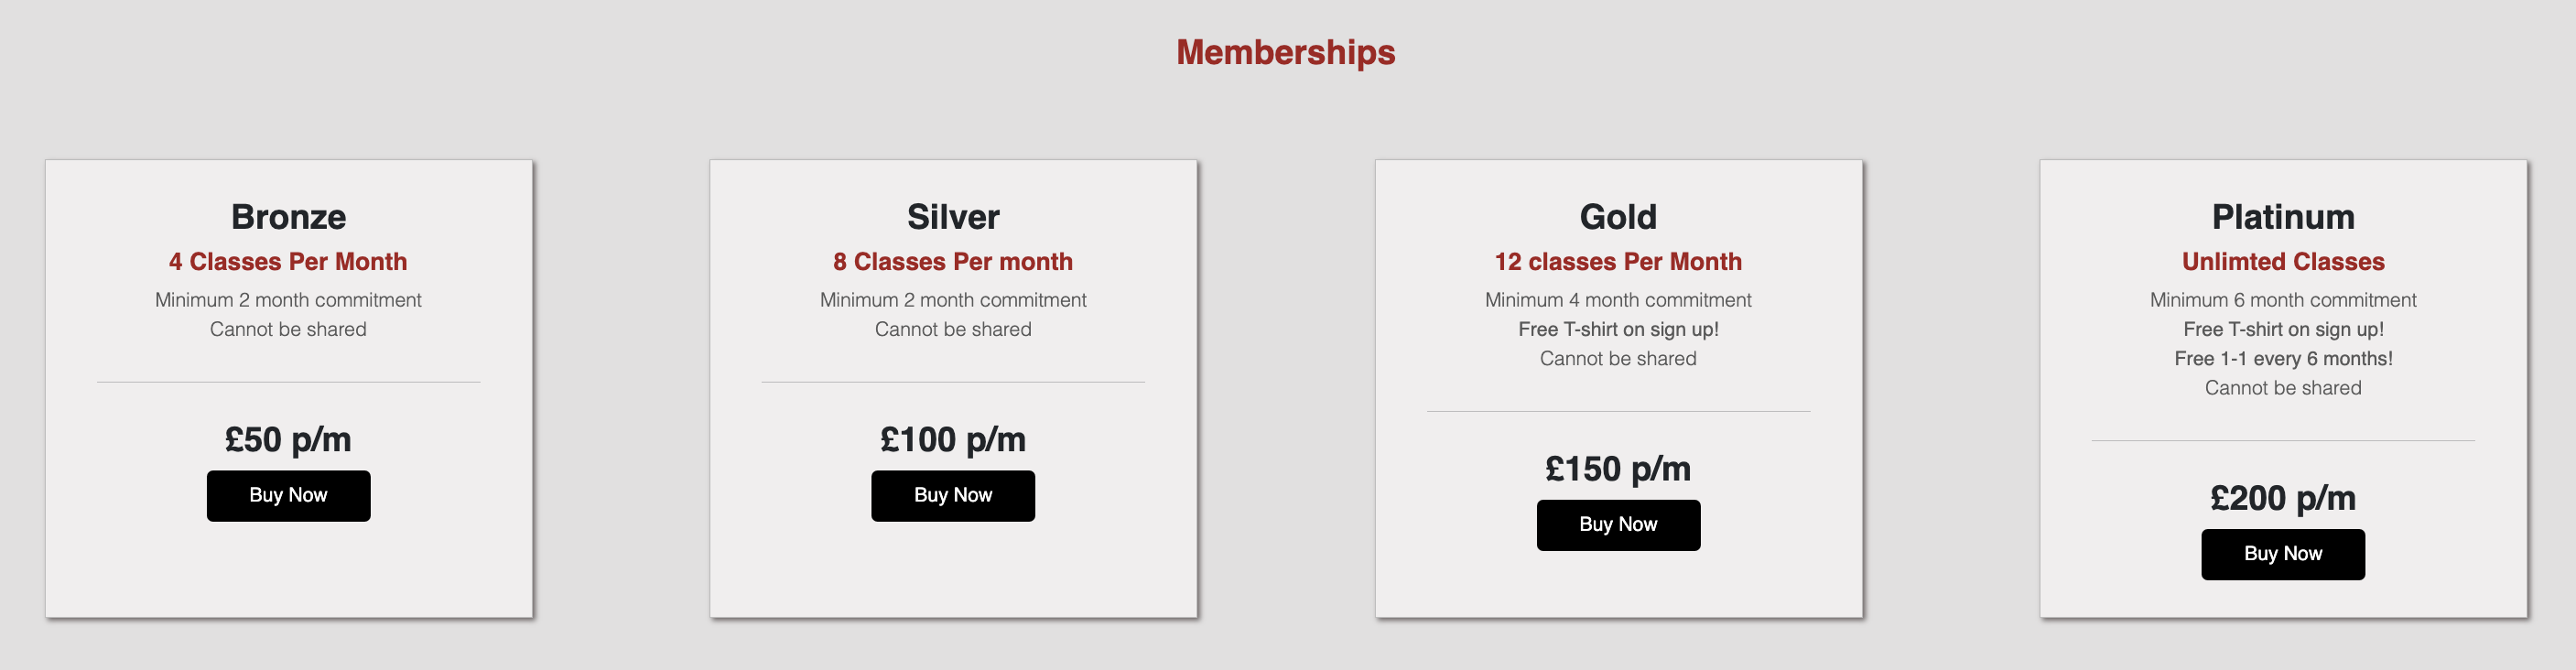 Memberships
Bronze
4 Classes Per Month
Minimum 2 month commitment
Cannot be shared
£50 p/m
Buy Now
Silver
8 Classes Per month
Minimum 2 month commitment
Cannot be shared
£100 p/m
Buy Now
Gold
12 classes Per Month
Minimum 4 month commitment
Free T-shirt on sign up!
Cannot be shared
£150 p/m
Buy Now
Platinum
Unlimted Classes
Minimum 6 month commitment
Free T-shirt on sign up!
Free 1-1 every 6 months!
Cannot be shared
£200 p/m
Buy Now